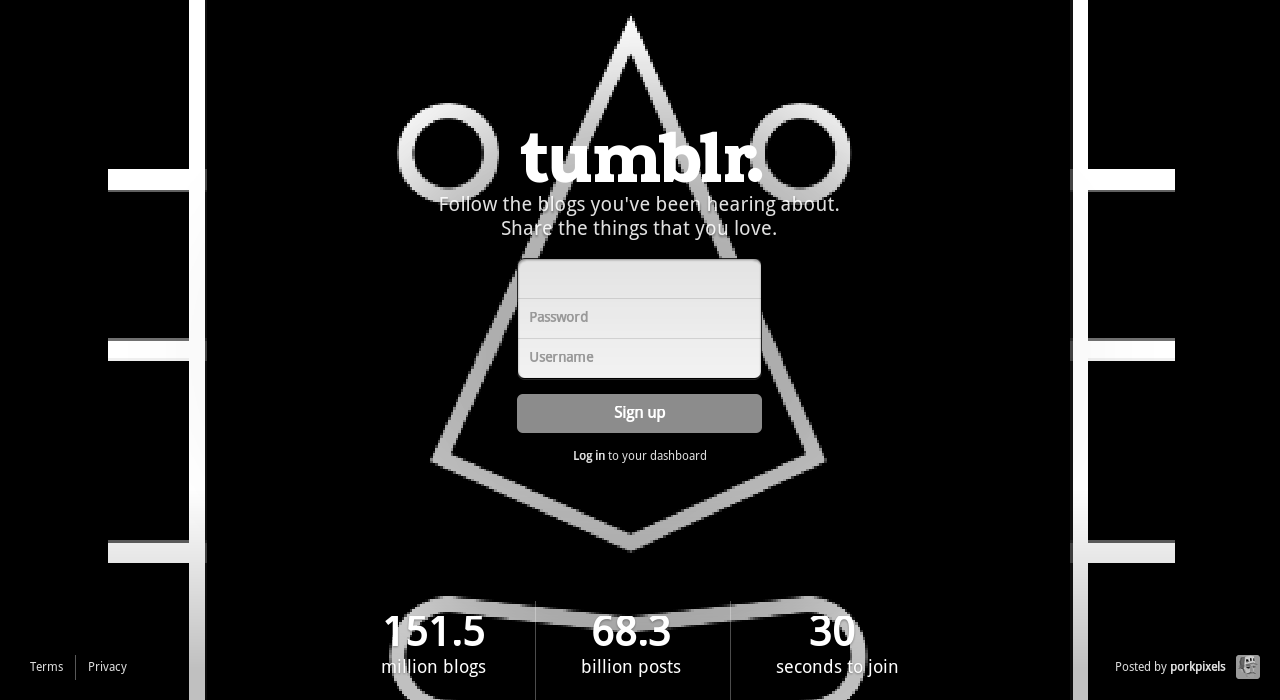 tumblr.
Follow the blogs you've been hearing about.
Share the things that you love.
Password
Username
Sign up
Log in to your dashboard
151.5
million blogs
68.3
billion posts
30
seconds to join
Terms
Privacy
Posted by porkpixels